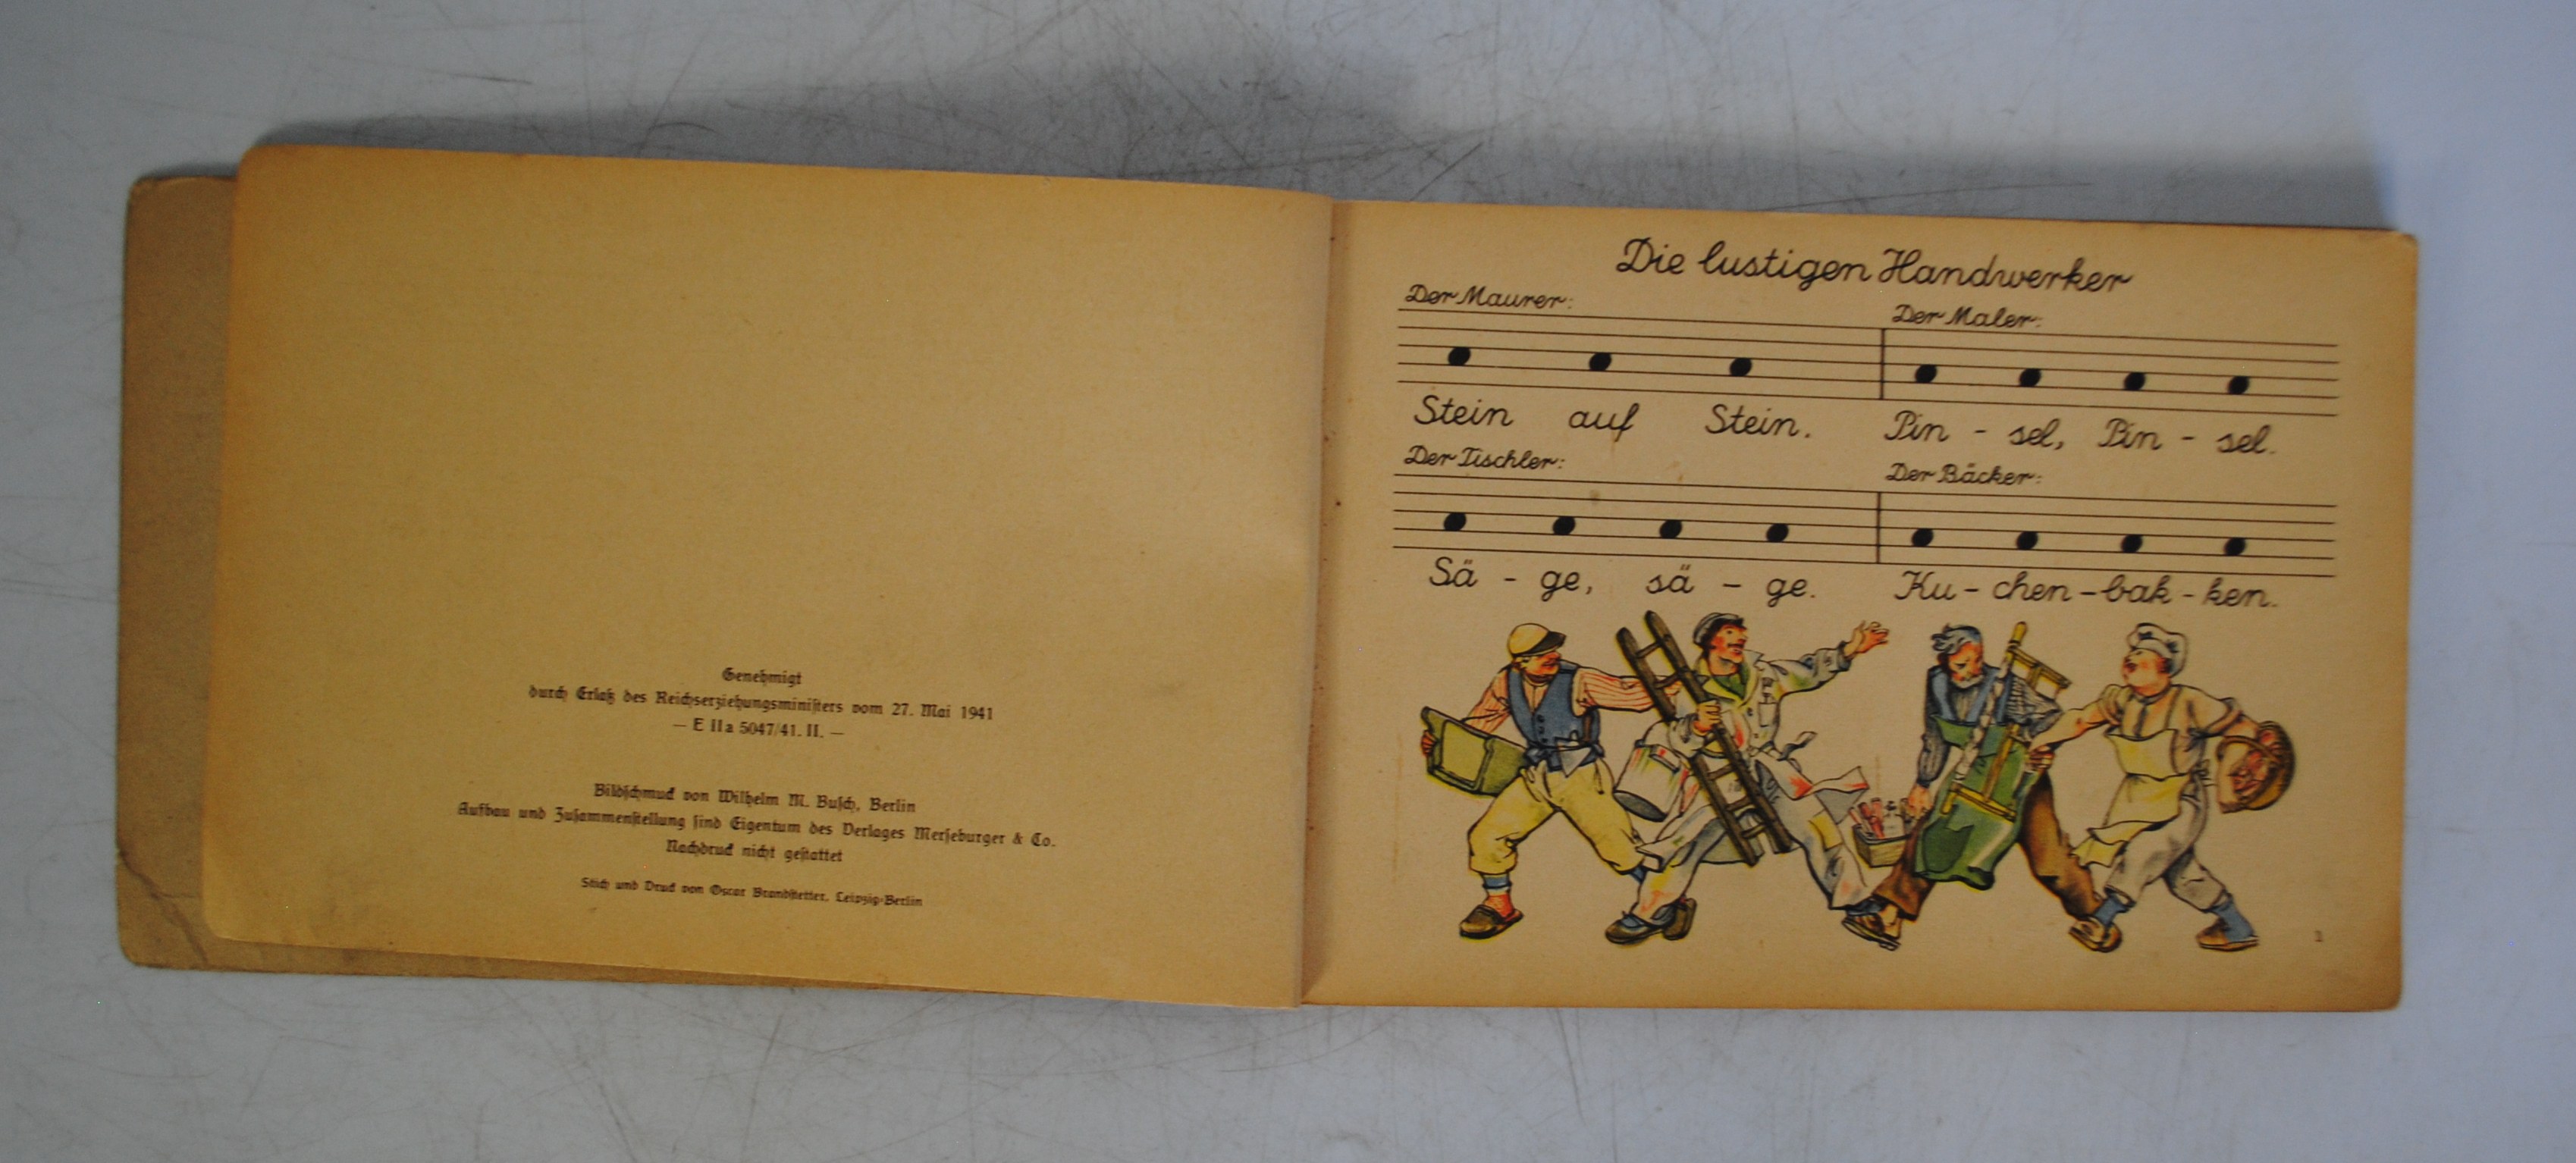 Genehmigt
durch Erlaß des Reichserziehungsministers vom 27. Mai 1941
— E IIa 5047/41. II. —
Bildschmuck von Wilhelm M. Busch, Berlin
Aufbau und Zusammenstellung sind Eigentum des Verlages Merseburger & Co.
Nachdruck nicht gestattet
Stich und Druck von Oscar Brandstetter, Leipzig-Berlin
Die lustigen Handwerker
Der Maurer: Der Maler:
Stein auf Stein. Pin - sel, Pin - sel.
Der Tischler: Der Bäcker:
Sä - ge, sä - ge. Ku - chen - bak - ken.
1